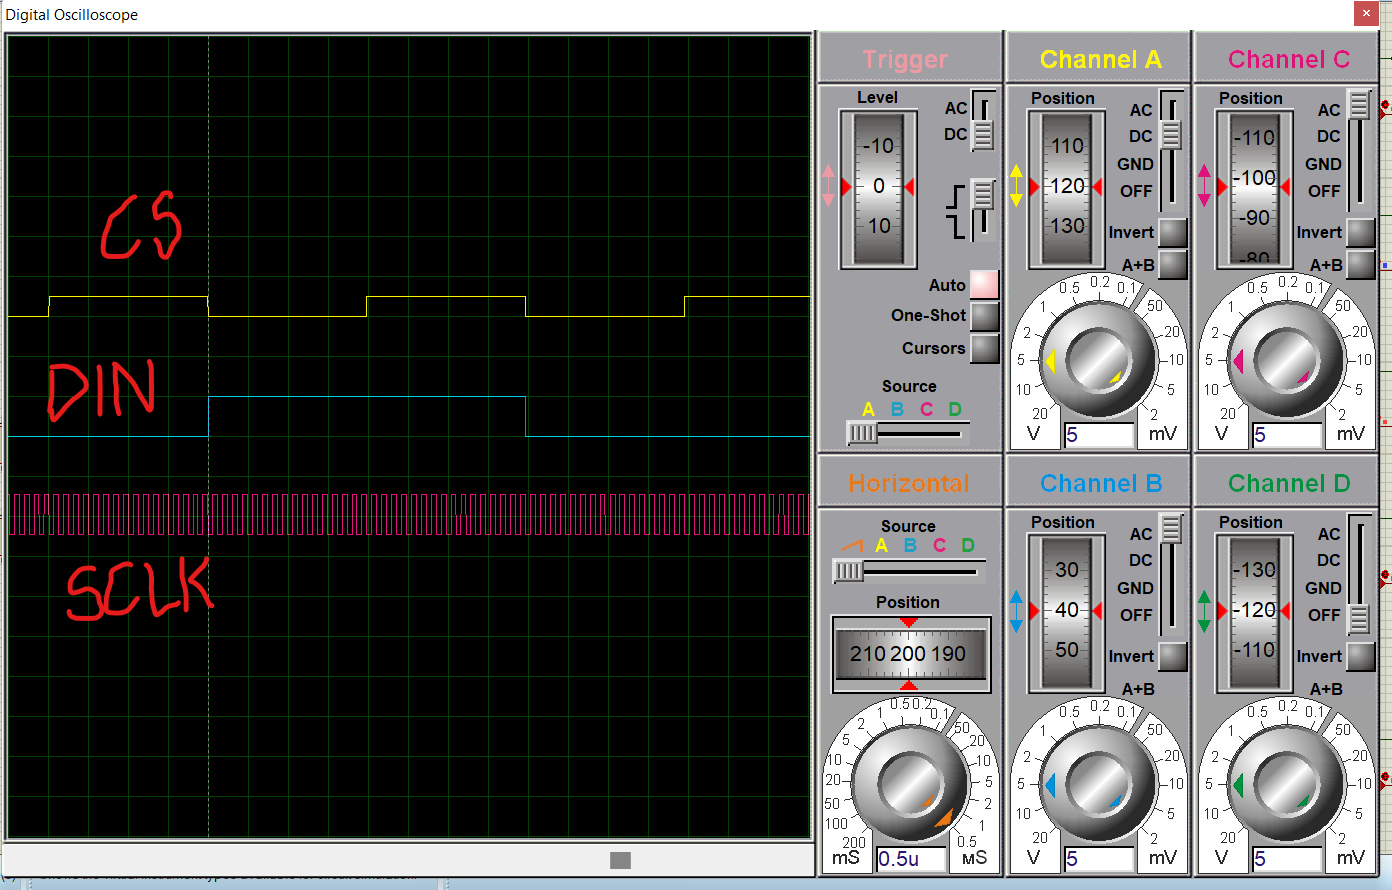 Digital Oscilloscope
CS
DIN
SCLK
Trigger
Level
AC
DC
-10
0
10
Auto
One-Shot
Cursors
Source
A B C D
Channel A
Position
110
120
130
AC
DC
GND
OFF
Invert
A+B
20 10 5 2 1 0.5 0.2 0.1 50 20 10 5 2
V
mV
5
Channel C
Position
-110
-100
-90
-80
AC
DC
GND
OFF
Invert
A+B
20 10 5 2 1 0.5 0.2 0.1 50 20 10 5 2
V
mV
5
Horizontal
Source
A B C D
Position
210 200 190
200 100 50 20 10 5 2 1 0.5 0.2 0.1 50 20 10 5 2 1 0.5
mS
µS
0.5u
Channel B
Position
30
40
50
AC
DC
GND
OFF
Invert
A+B
20 10 5 2 1 0.5 0.2 0.1 50 20 10 5 2
V
mV
5
Channel D
Position
-130
-120
-110
AC
DC
GND
OFF
Invert
A+B
20 10 5 2 1 0.5 0.2 0.1 50 20 10 5 2
V
mV
5